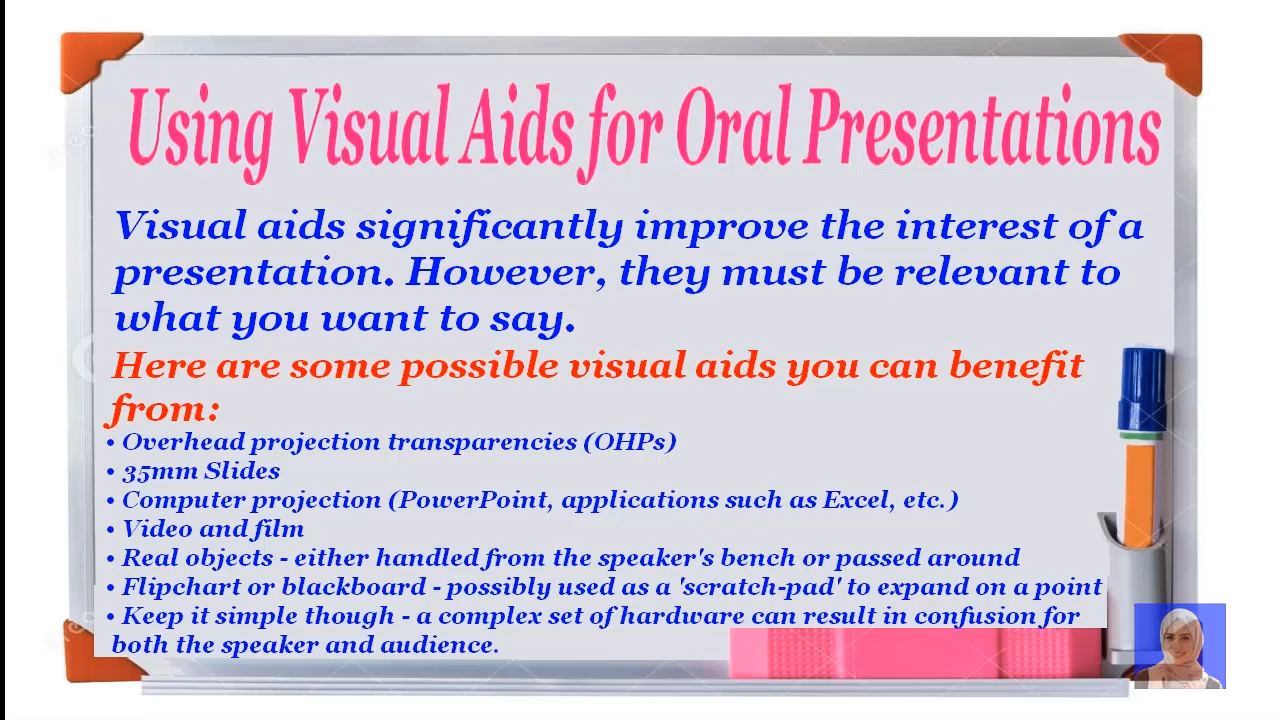 Using Visual Aids for Oral Presentations
Visual aids significantly improve the interest of a
presentation. However, they must be relevant to
what you want to say.
Here are some possible visual aids you can benefit
from:
• Overhead projection transparencies (OHPs)
• 35mm Slides
• Computer projection (PowerPoint, applications such as Excel, etc.)
• Video and film
• Real objects - either handled from the speaker's bench or passed around
• Flipchart or blackboard - possibly used as a 'scratch-pad' to expand on a point
• Keep it simple though - a complex set of hardware can result in confusion for
both the speaker and audience.